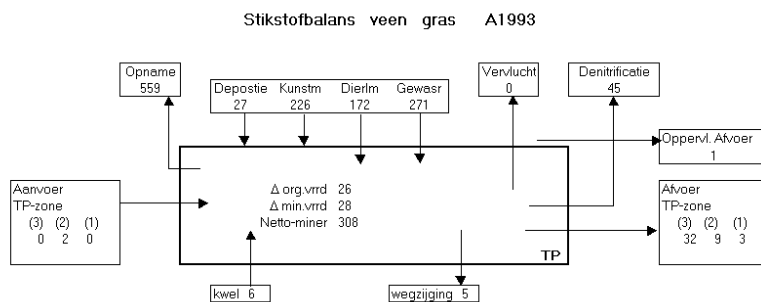 Stikstofbalans veen gras A1993
Opname
559
Depostie Kunstm Dierlm Gewasr
27 226 172 271
Vervlucht
0
Denitrificatie
45
Oppervl. Afvoer
1
Aanvoer
TP-zone
(3) (2) (1)
0 2 0
Δ org.vrrd 26
Δ min.vrrd 28
Netto-miner 308
TP
Afvoer
TP-zone
(3) (2) (1)
32 9 3
kwel 6
wegzijging 5